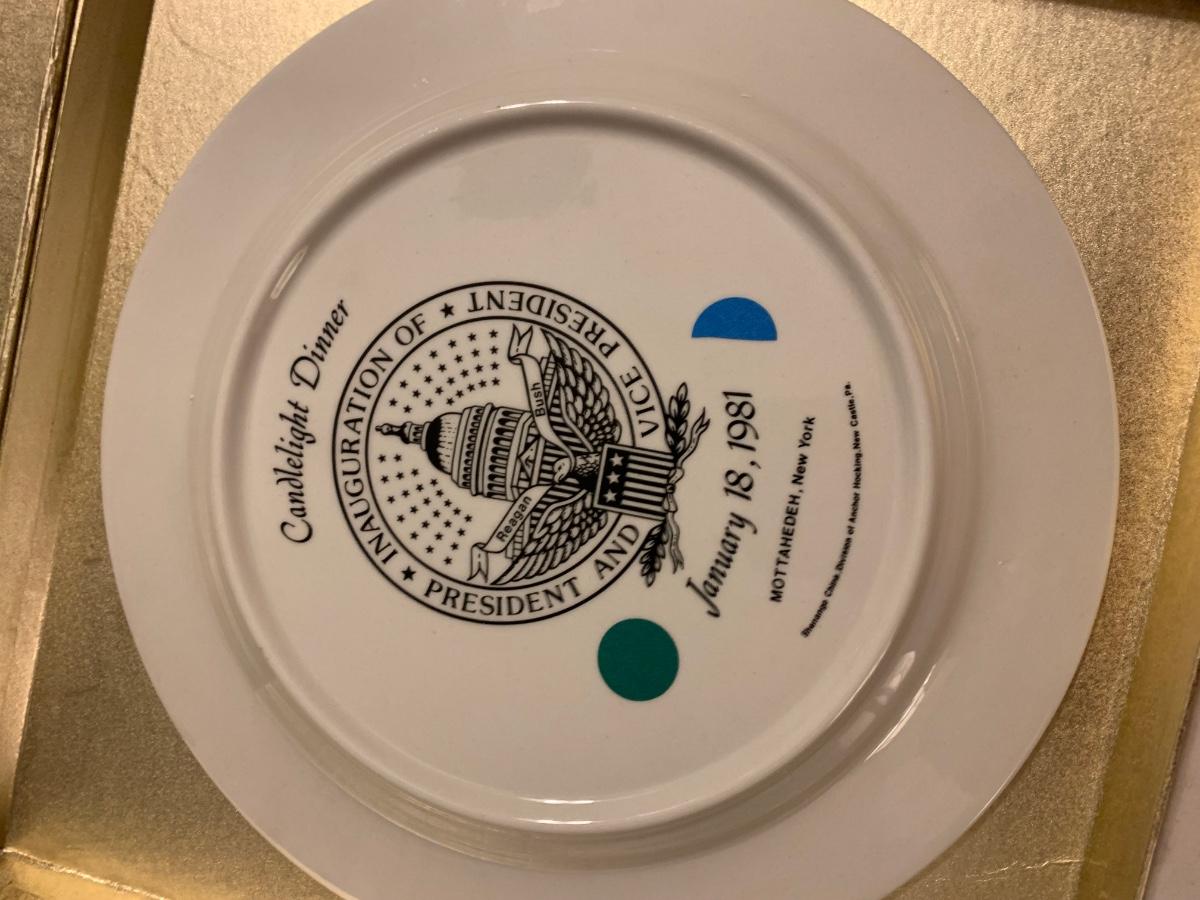 Candlelight Dinner
INAUGURATION OF ★ PRESIDENT AND VICE PRESIDENT ★
Reagan
Bush
January 18, 1981
MOTTAHEDEH, New York
Shenango China.Division of Anchor Hocking.New Castle.Pa.